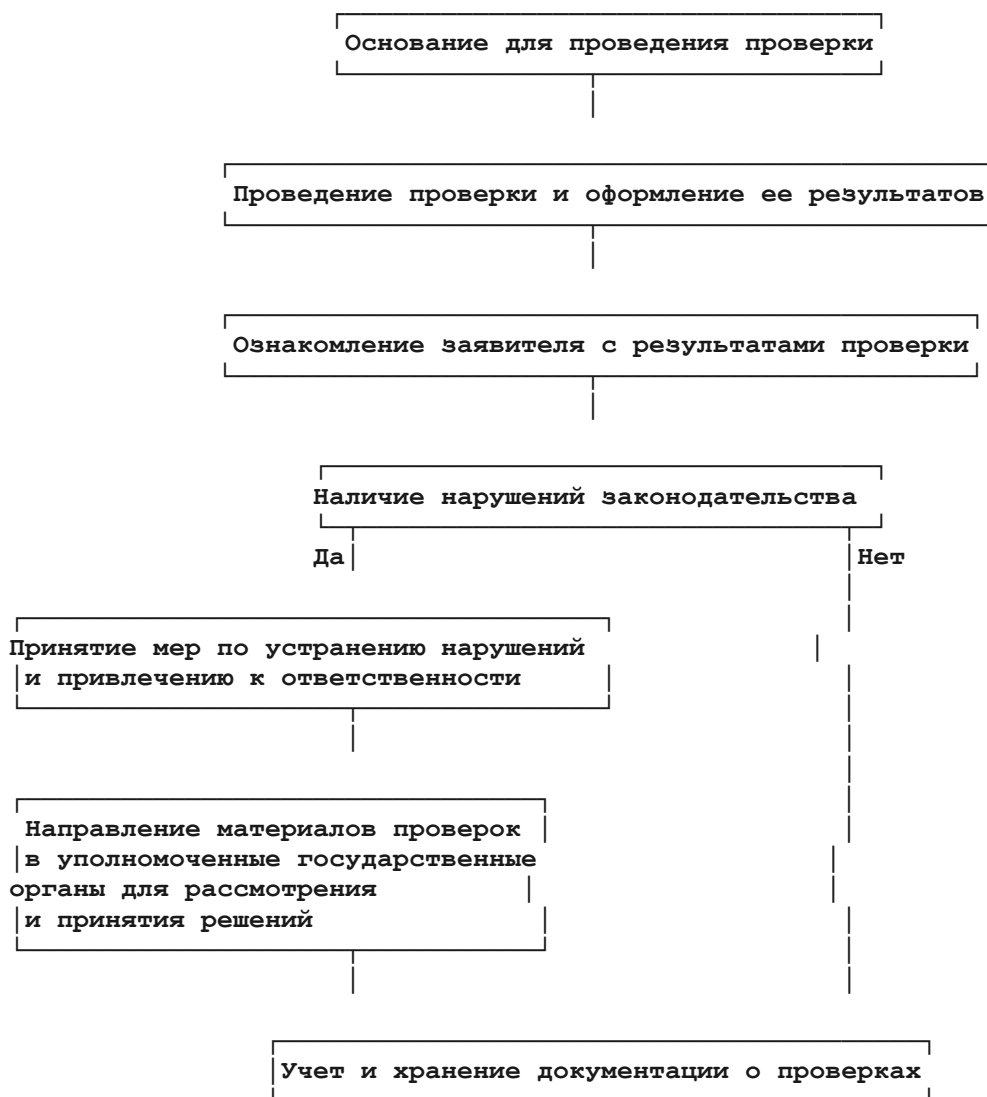 Основание для проведения проверки
Проведение проверки и оформление ее результатов
Ознакомление заявителя с результатами проверки
Наличие нарушений законодательства
Да Нет
Принятие мер по устранению нарушений
и привлечению к ответственности
Направление материалов проверок
в уполномоченные государственные
органы для рассмотрения
и принятия решений
Учет и хранение документации о проверках